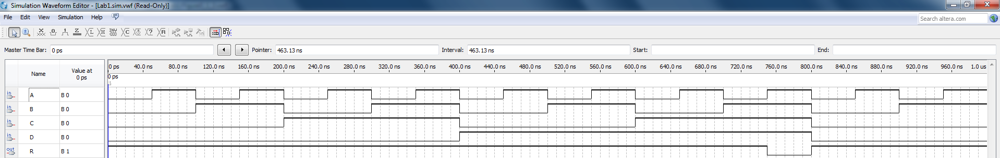 Simulation Waveform Editor - [Lab1.sim.vwf (Read-Only)]
File Edit View Simulation Help
Search altera.com
Master Time Bar: 0 ps Pointer: 463.13 ns Interval: 463.13 ns Start: End:
Name Value at 0 ps
0 ps 40.0 ns 80.0 ns 120.0 ns 160.0 ns 200.0 ns 240.0 ns 280.0 ns 320.0 ns 360.0 ns 400.0 ns 440.0 ns 480.0 ns 520.0 ns 560.0 ns 600.0 ns 640.0 ns 680.0 ns 720.0 ns 760.0 ns 800.0 ns 840.0 ns 880.0 ns 920.0 ns 960.0 ns 1.0 us
0 ps
in A B 0
in B B 0
in C B 0
in D B 0
out R B 1